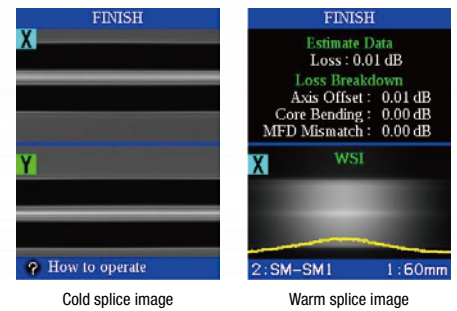 FINISH
X
Y
? How to operate
Cold splice image
FINISH
Estimate Data
Loss : 0.01 dB
Loss Breakdown
Axis Offset : 0.01 dB
Core Bending : 0.00 dB
MFD Mismatch : 0.00 dB
X WSI
2:SM-SM1 1:60mm
Warm splice image